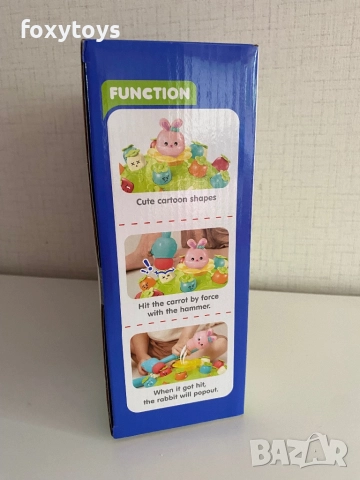 foxytoys
FUNCTION
Cute cartoon shapes
Hit the carrot by force
with the hammer.
When it got hit,
the rabbit will popout.
BAZAR